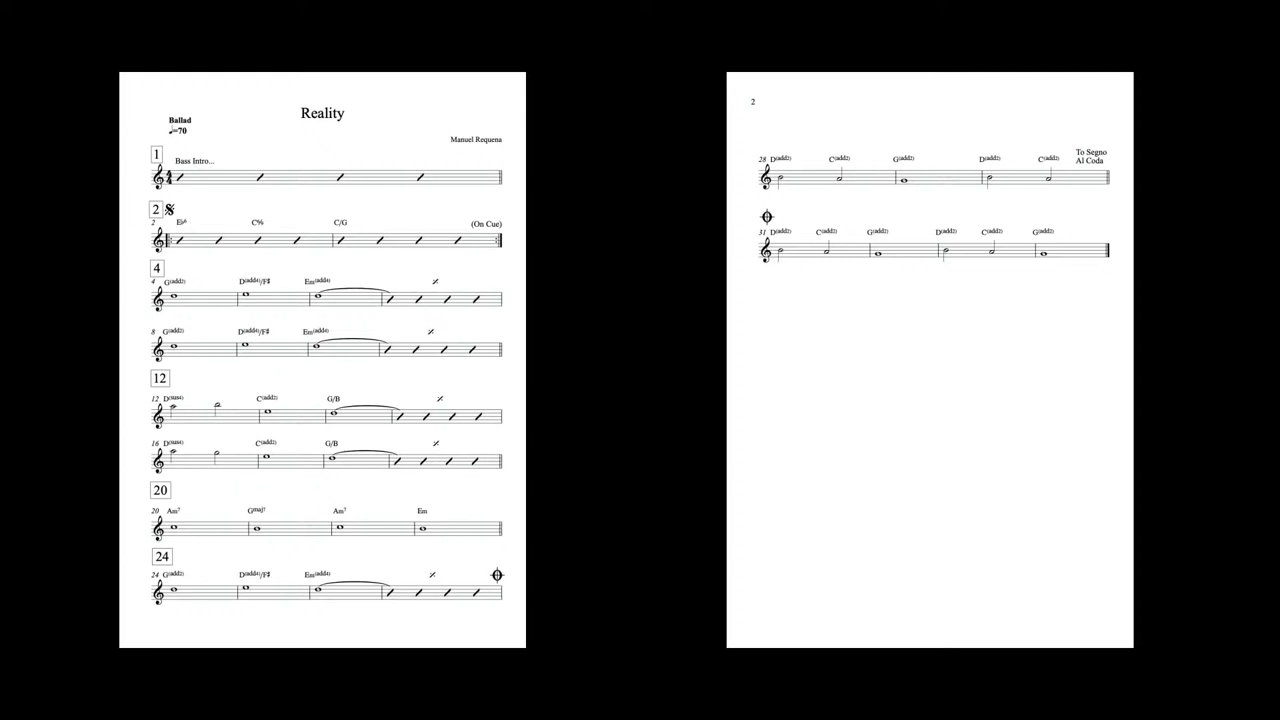 Reality
Ballad
♩=70
Manuel Requena
1
Bass Intro...
2
2 C/G (On Cue)
4
4 G(add2) D(add4)/F# Em(add4)
8 G(add2) D(add4)/F# Em(add4)
12
12 D(sus4) C(add2) G/B
16 D(sus4) C(add2) G/B
20
20 Am7 Gmaj7 Am7 Em
24
24 G(add2) D(add4)/F# Em(add4)
2
To Segno
Al Coda
28 D(add2) C(add2) G(add2) D(add2) C(add2)
31 D(add2) C(add2) G(add2) D(add2) C(add2) G(add2)